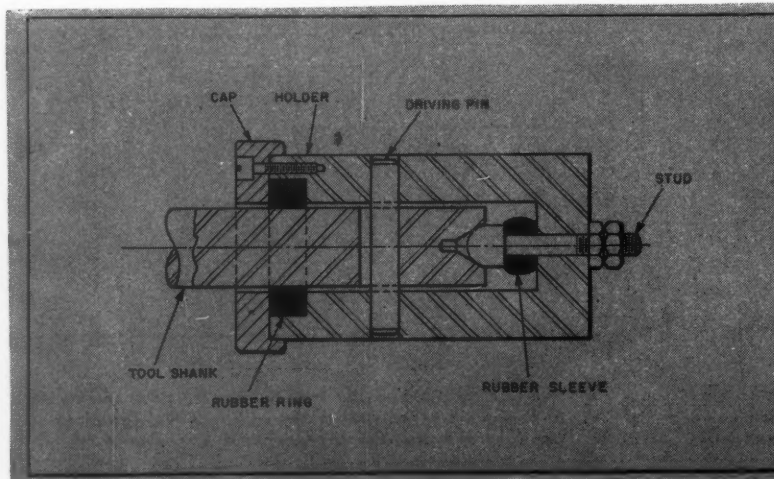 CAP
HOLDER
DRIVING PIN
STUD
TOOL SHANK
RUBBER RING
RUBBER SLEEVE